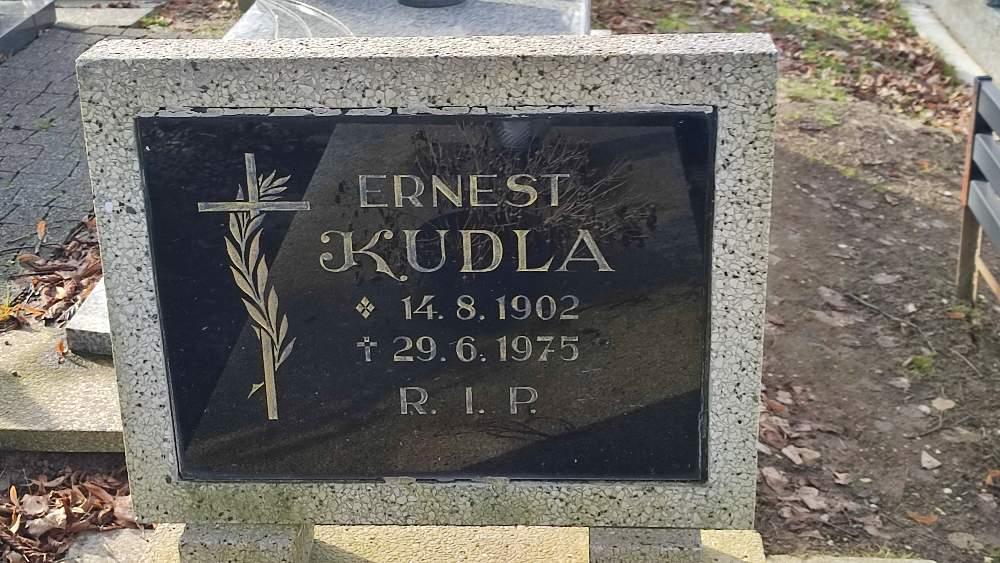 ERNEST
KUDLA
14. 8. 1902
✝ 29. 6. 1975
R. I. P.